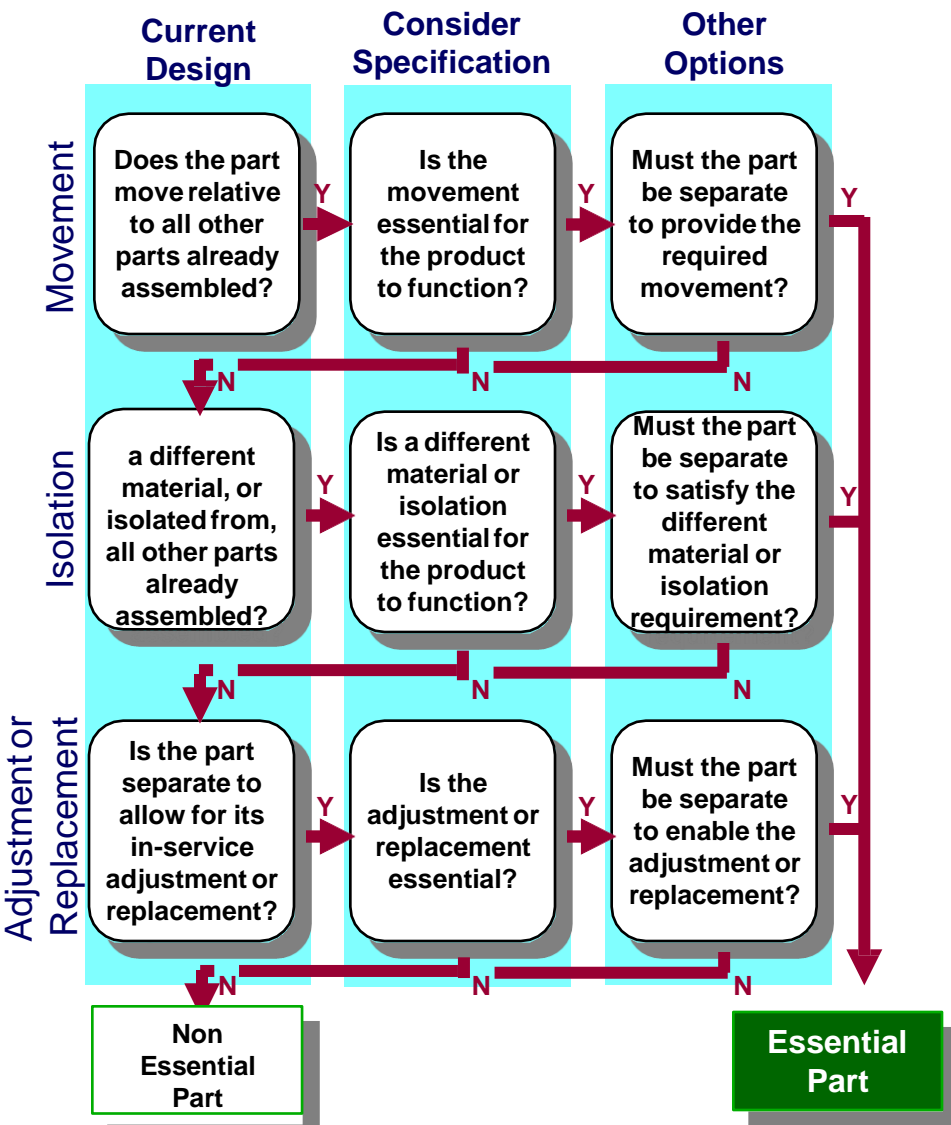 Current
Design
Consider
Specification
Other
Options
Movement
Does the part
move relative
to all other
parts already
assembled?
Y
Is the
movement
essential for
the product
to function?
Y
Must the part
be separate
to provide the
required
movement?
Y
N
N
N
Isolation
a different
material, or
isolated from,
all other parts
already
assembled?
Y
Is a different
material or
isolation
essential for
the product
to function?
Y
Must the part
be separate
to satisfy the
different
material or
isolation
requirement?
Y
N
N
N
Adjustment or
Replacement
Is the part
separate to
allow for its
in-service
adjustment or
replacement?
Y
Is the
adjustment or
replacement
essential?
Y
Must the part
be separate
to enable the
adjustment or
replacement?
Y
N
N
N
Non
Essential
Part
Essential
Part